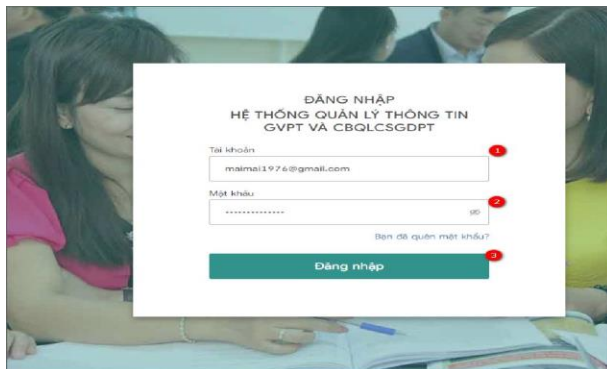 ĐĂNG NHẬP
HỆ THỐNG QUẢN LÝ THÔNG TIN
GVPT VÀ CBQLCSGDPT
Tài khoản
1
maimai1976@gmail.com
Mật khẩu
2
••••••••••••••
Bạn đã quên mật khẩu?
3
Đăng nhập